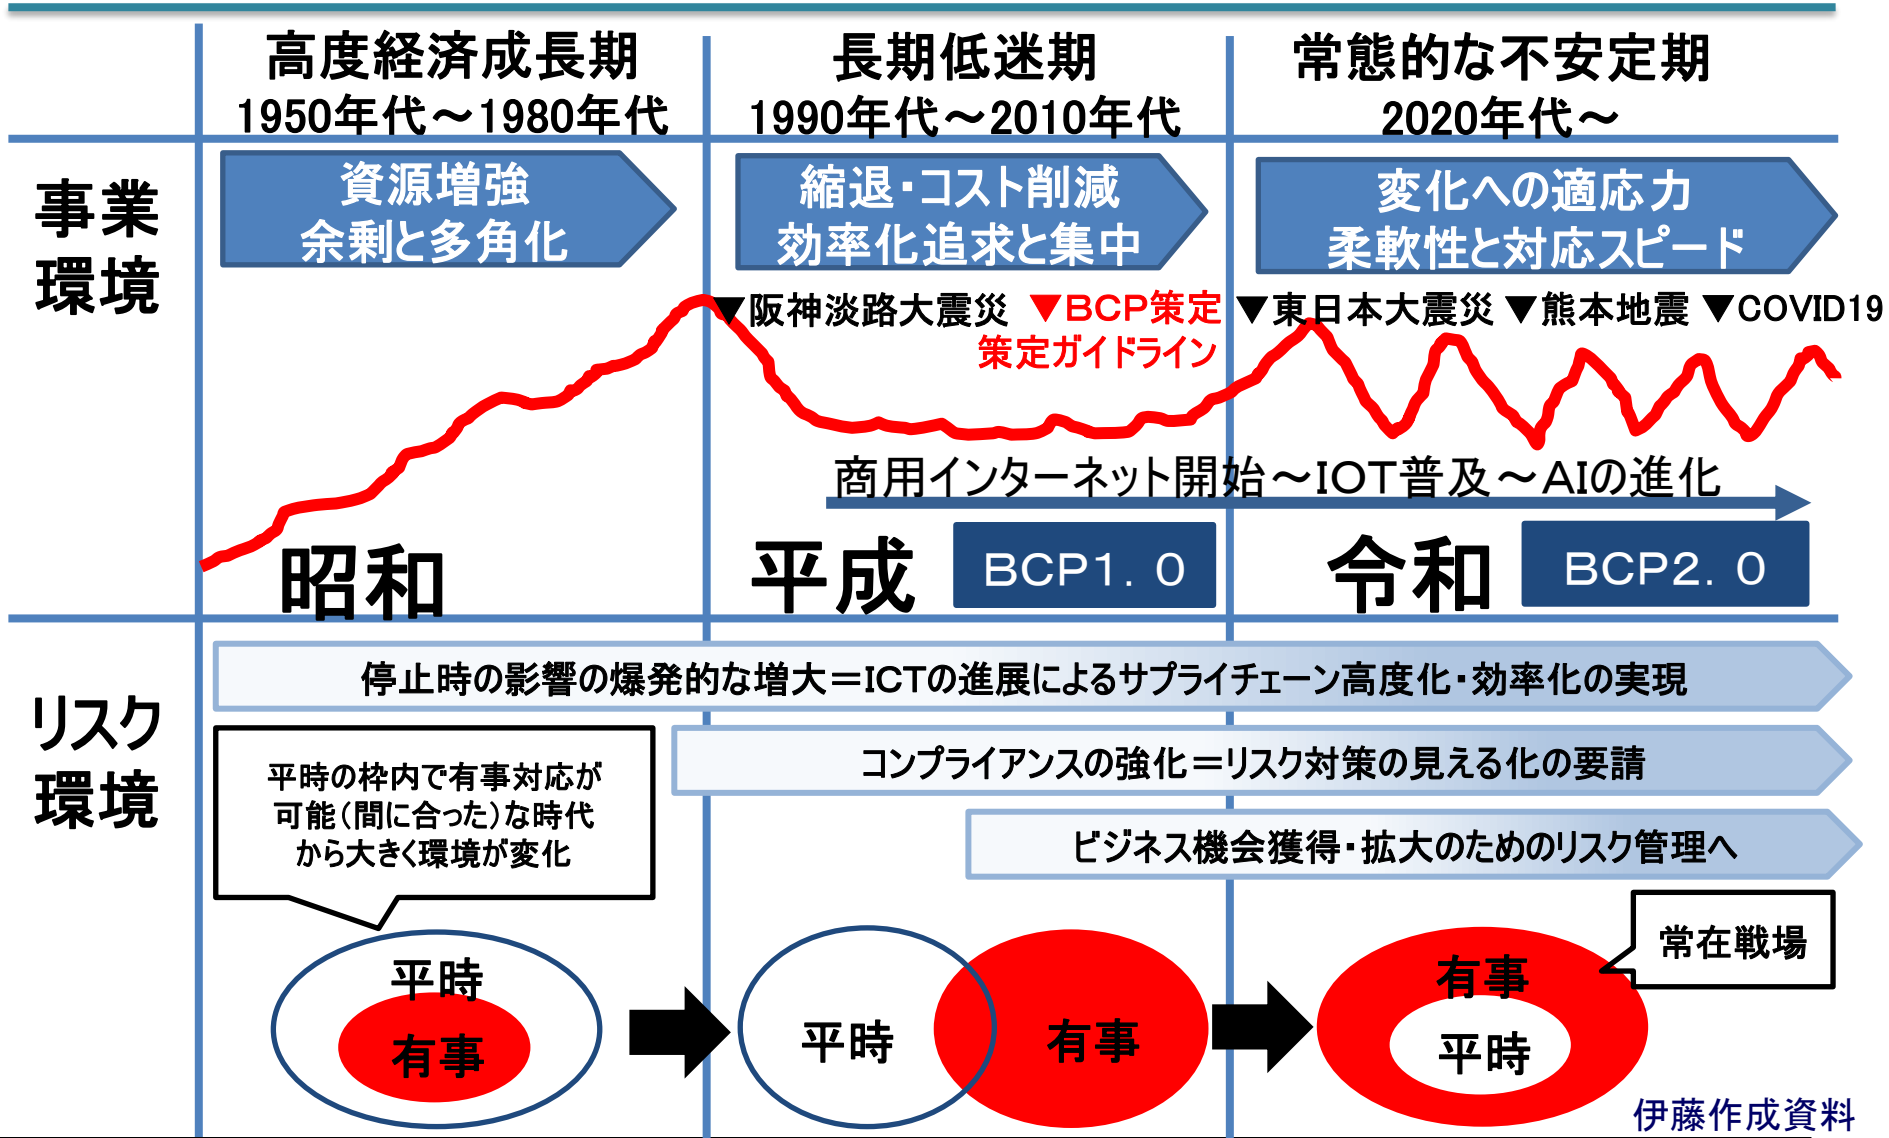 高度経済成長期
1950年代～1980年代
長期低迷期
1990年代～2010年代
常態的な不安定期
2020年代～
事業
環境
資源増強
余剰と多角化
縮退・コスト削減
効率化追求と集中
変化への適応力
柔軟性と対応スピード
▼阪神淡路大震災
▼BCP策定
策定ガイドライン
▼東日本大震災
▼熊本地震
▼COVID19
商用インターネット開始～IOT普及～AIの進化
昭和
平成
BCP1．0
令和
BCP2．0
リスク
環境
停止時の影響の爆発的な増大＝ICTの進展によるサプライチェーン高度化・効率化の実現
コンプライアンスの強化＝リスク対策の見える化の要請
ビジネス機会獲得・拡大のためのリスク管理へ
平時の枠内で有事対応が
可能（間に合った）な時代
から大きく環境が変化
常在戦場
平時
有事
平時
有事
有事
平時
伊藤作成資料